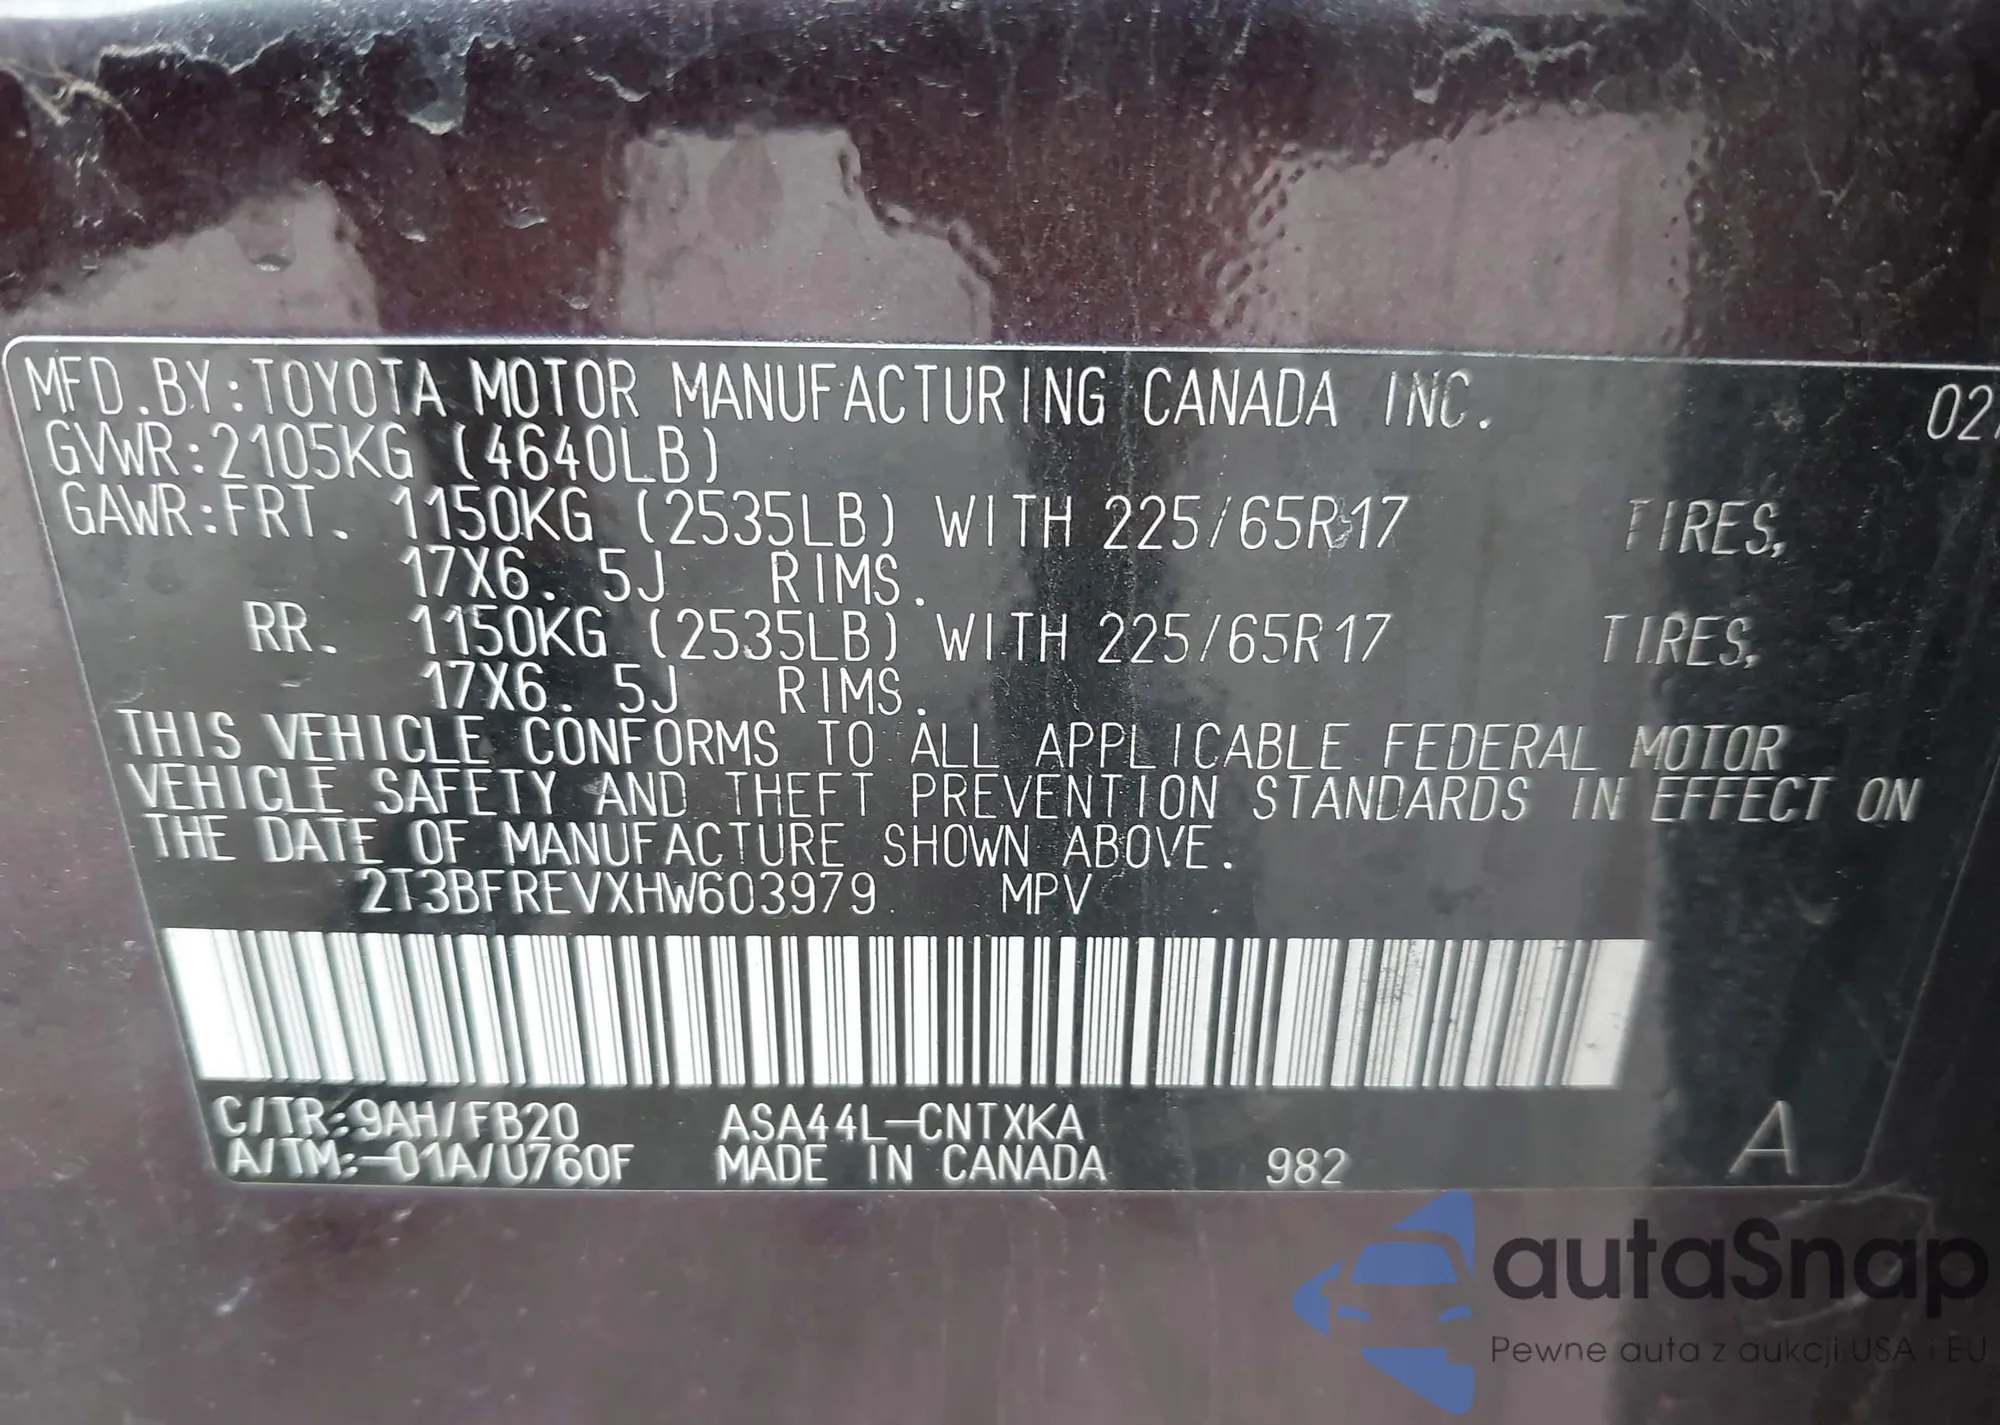 MFD.BY:TOYOTA MOTOR MANUFACTURING CANADA INC. 02/
GVWR:2105KG (4640LB)
GAWR:FRT. 1150KG (2535LB) WITH 225/65R17 TIRES,
17X6. 5J RIMS.
RR. 1150KG (2535LB) WITH 225/65R17 TIRES,
17X6. 5J RIMS.
THIS VEHICLE CONFORMS TO ALL APPLICABLE FEDERAL MOTOR
VEHICLE SAFETY AND THEFT PREVENTION STANDARDS IN EFFECT ON
THE DATE OF MANUFACTURE SHOWN ABOVE.
2T3BFREVXHW603979 MPV
C/TR:9AH/FB20 ASA44L-CNTXKA A
A/TM:-01A/U760F MADE IN CANADA 982
autaSnap
Pewne auta z aukcji USA i EU